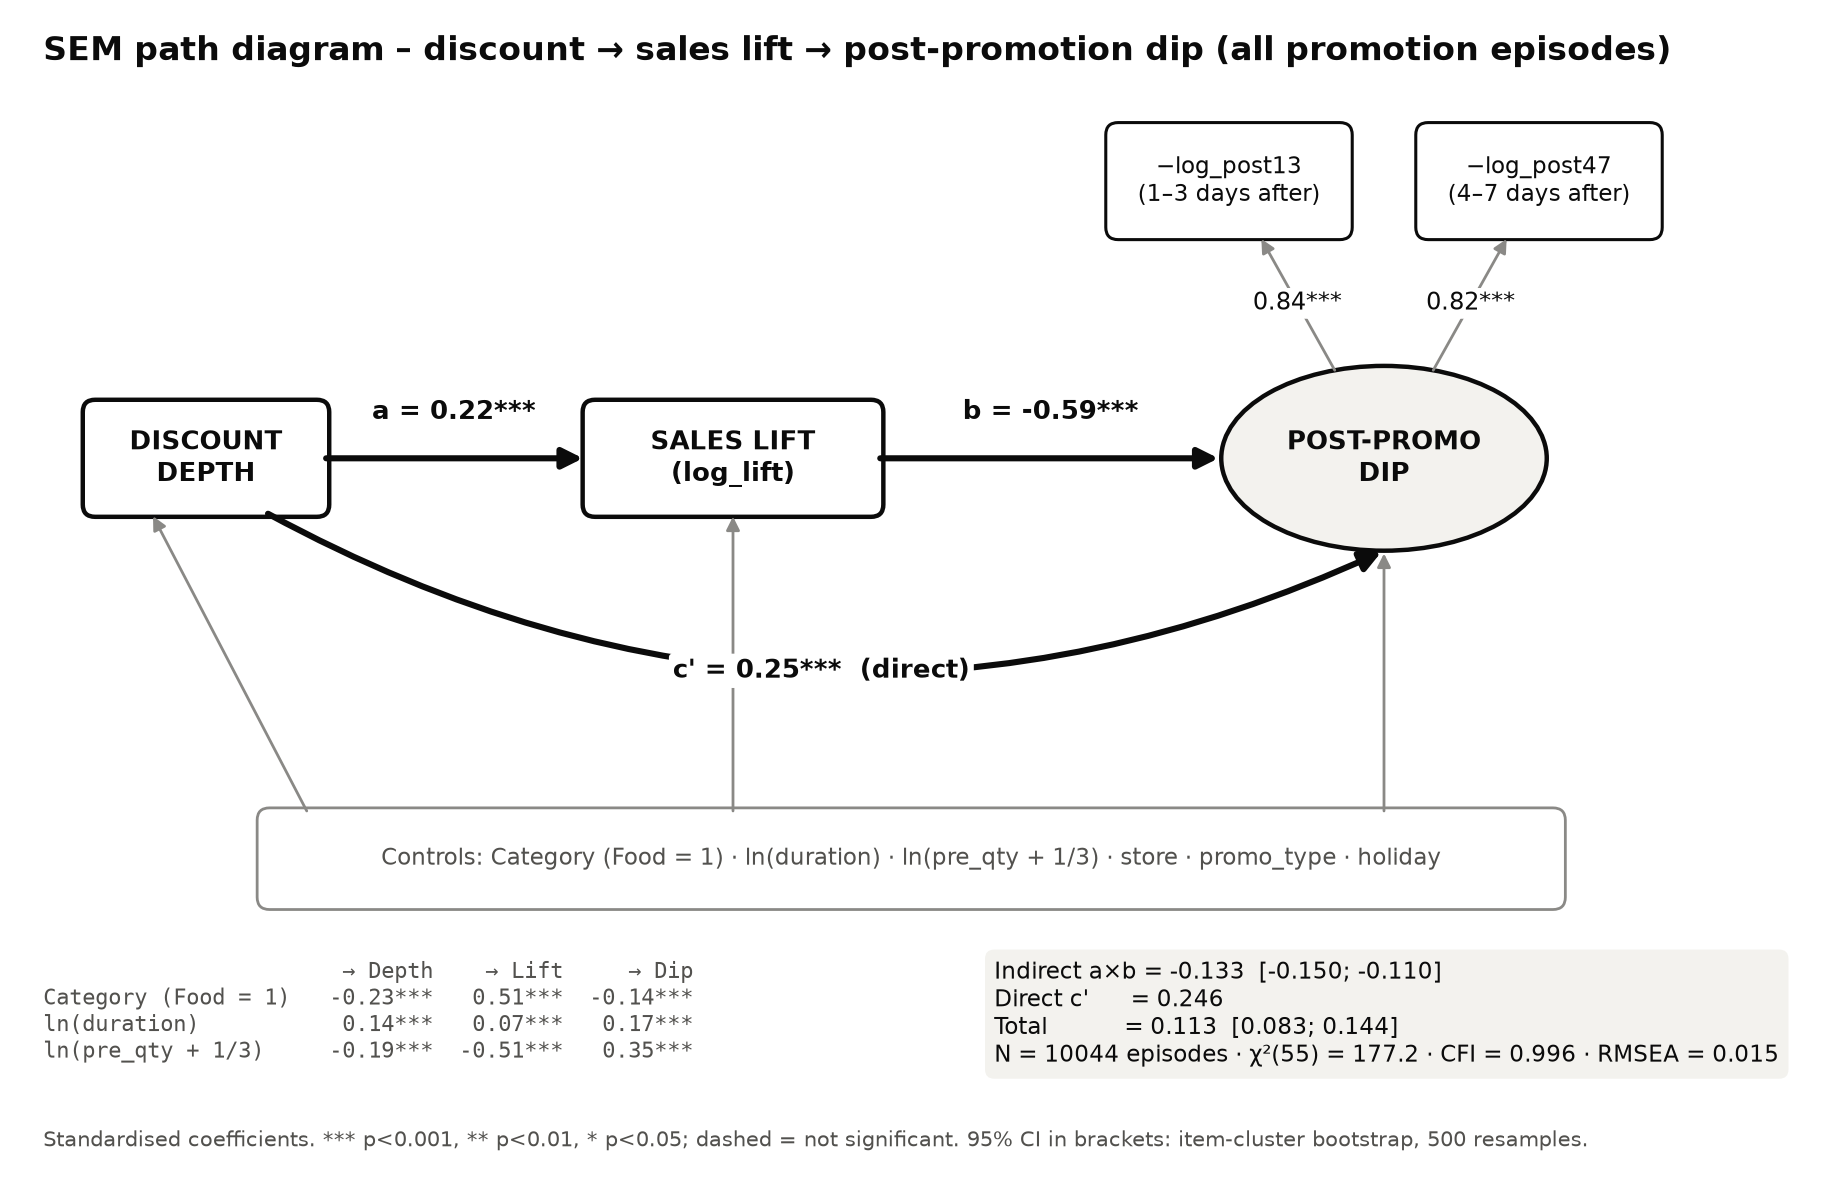 SEM path diagram – discount → sales lift → post-promotion dip (all promotion episodes)
−log_post13
(1–3 days after)
−log_post47
(4–7 days after)
0.84***
0.82***
DISCOUNT
DEPTH
a = 0.22***
SALES LIFT
(log_lift)
b = -0.59***
POST-PROMO
DIP
c' = 0.25***  (direct)
Controls: Category (Food = 1) · ln(duration) · ln(pre_qty + 1/3) · store · promo_type · holiday
→ Depth → Lift → Dip
Category (Food = 1) -0.23*** 0.51*** -0.14***
ln(duration) 0.14*** 0.07*** 0.17***
ln(pre_qty + 1/3) -0.19*** -0.51*** 0.35***
Indirect a×b = -0.133 [-0.150; -0.110]
Direct c' = 0.246
Total = 0.113 [0.083; 0.144]
N = 10044 episodes · χ²(55) = 177.2 · CFI = 0.996 · RMSEA = 0.015
Standardised coefficients. *** p<0.001, ** p<0.01, * p<0.05; dashed = not significant. 95% CI in brackets: item-cluster bootstrap, 500 resamples.